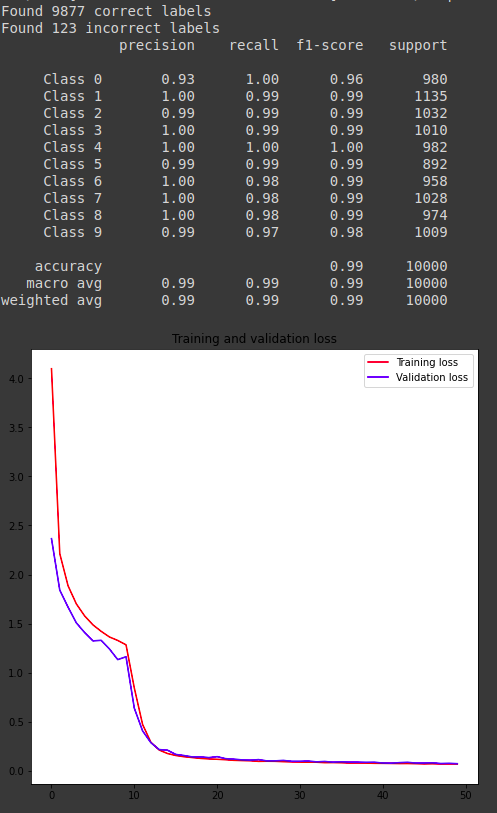 Found 9877 correct labels
Found 123 incorrect labels
precision recall f1-score support
Class 0 0.93 1.00 0.96 980
Class 1 1.00 0.99 0.99 1135
Class 2 0.99 0.99 0.99 1032
Class 3 1.00 0.99 0.99 1010
Class 4 1.00 1.00 1.00 982
Class 5 0.99 0.99 0.99 892
Class 6 1.00 0.98 0.99 958
Class 7 1.00 0.98 0.99 1028
Class 8 1.00 0.98 0.99 974
Class 9 0.99 0.97 0.98 1009
accuracy 0.99 10000
macro avg 0.99 0.99 0.99 10000
weighted avg 0.99 0.99 0.99 10000
Training and validation loss
Training loss
Validation loss
4.0
3.5
3.0
2.5
2.0
1.5
1.0
0.5
0.0
0 10 20 30 40 50